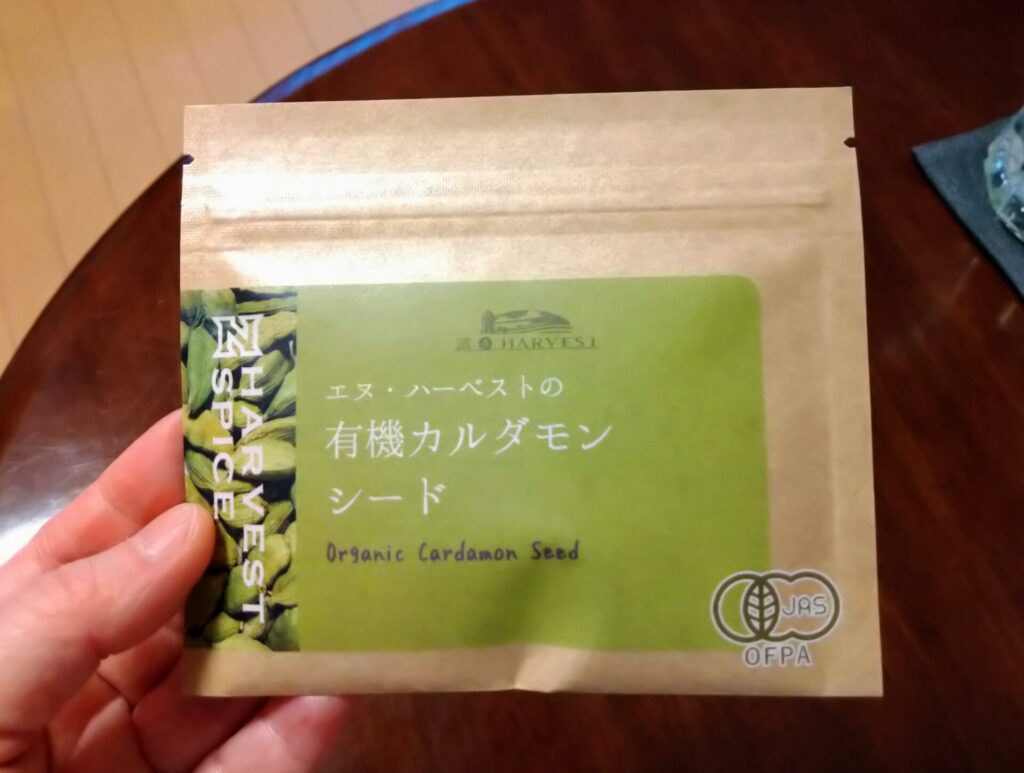 HARVEST
エヌ・ハーベストの
有機カルダモン
シード
Organic Cardamon Seed
N HARVEST
SPICE
JAS
OFPA